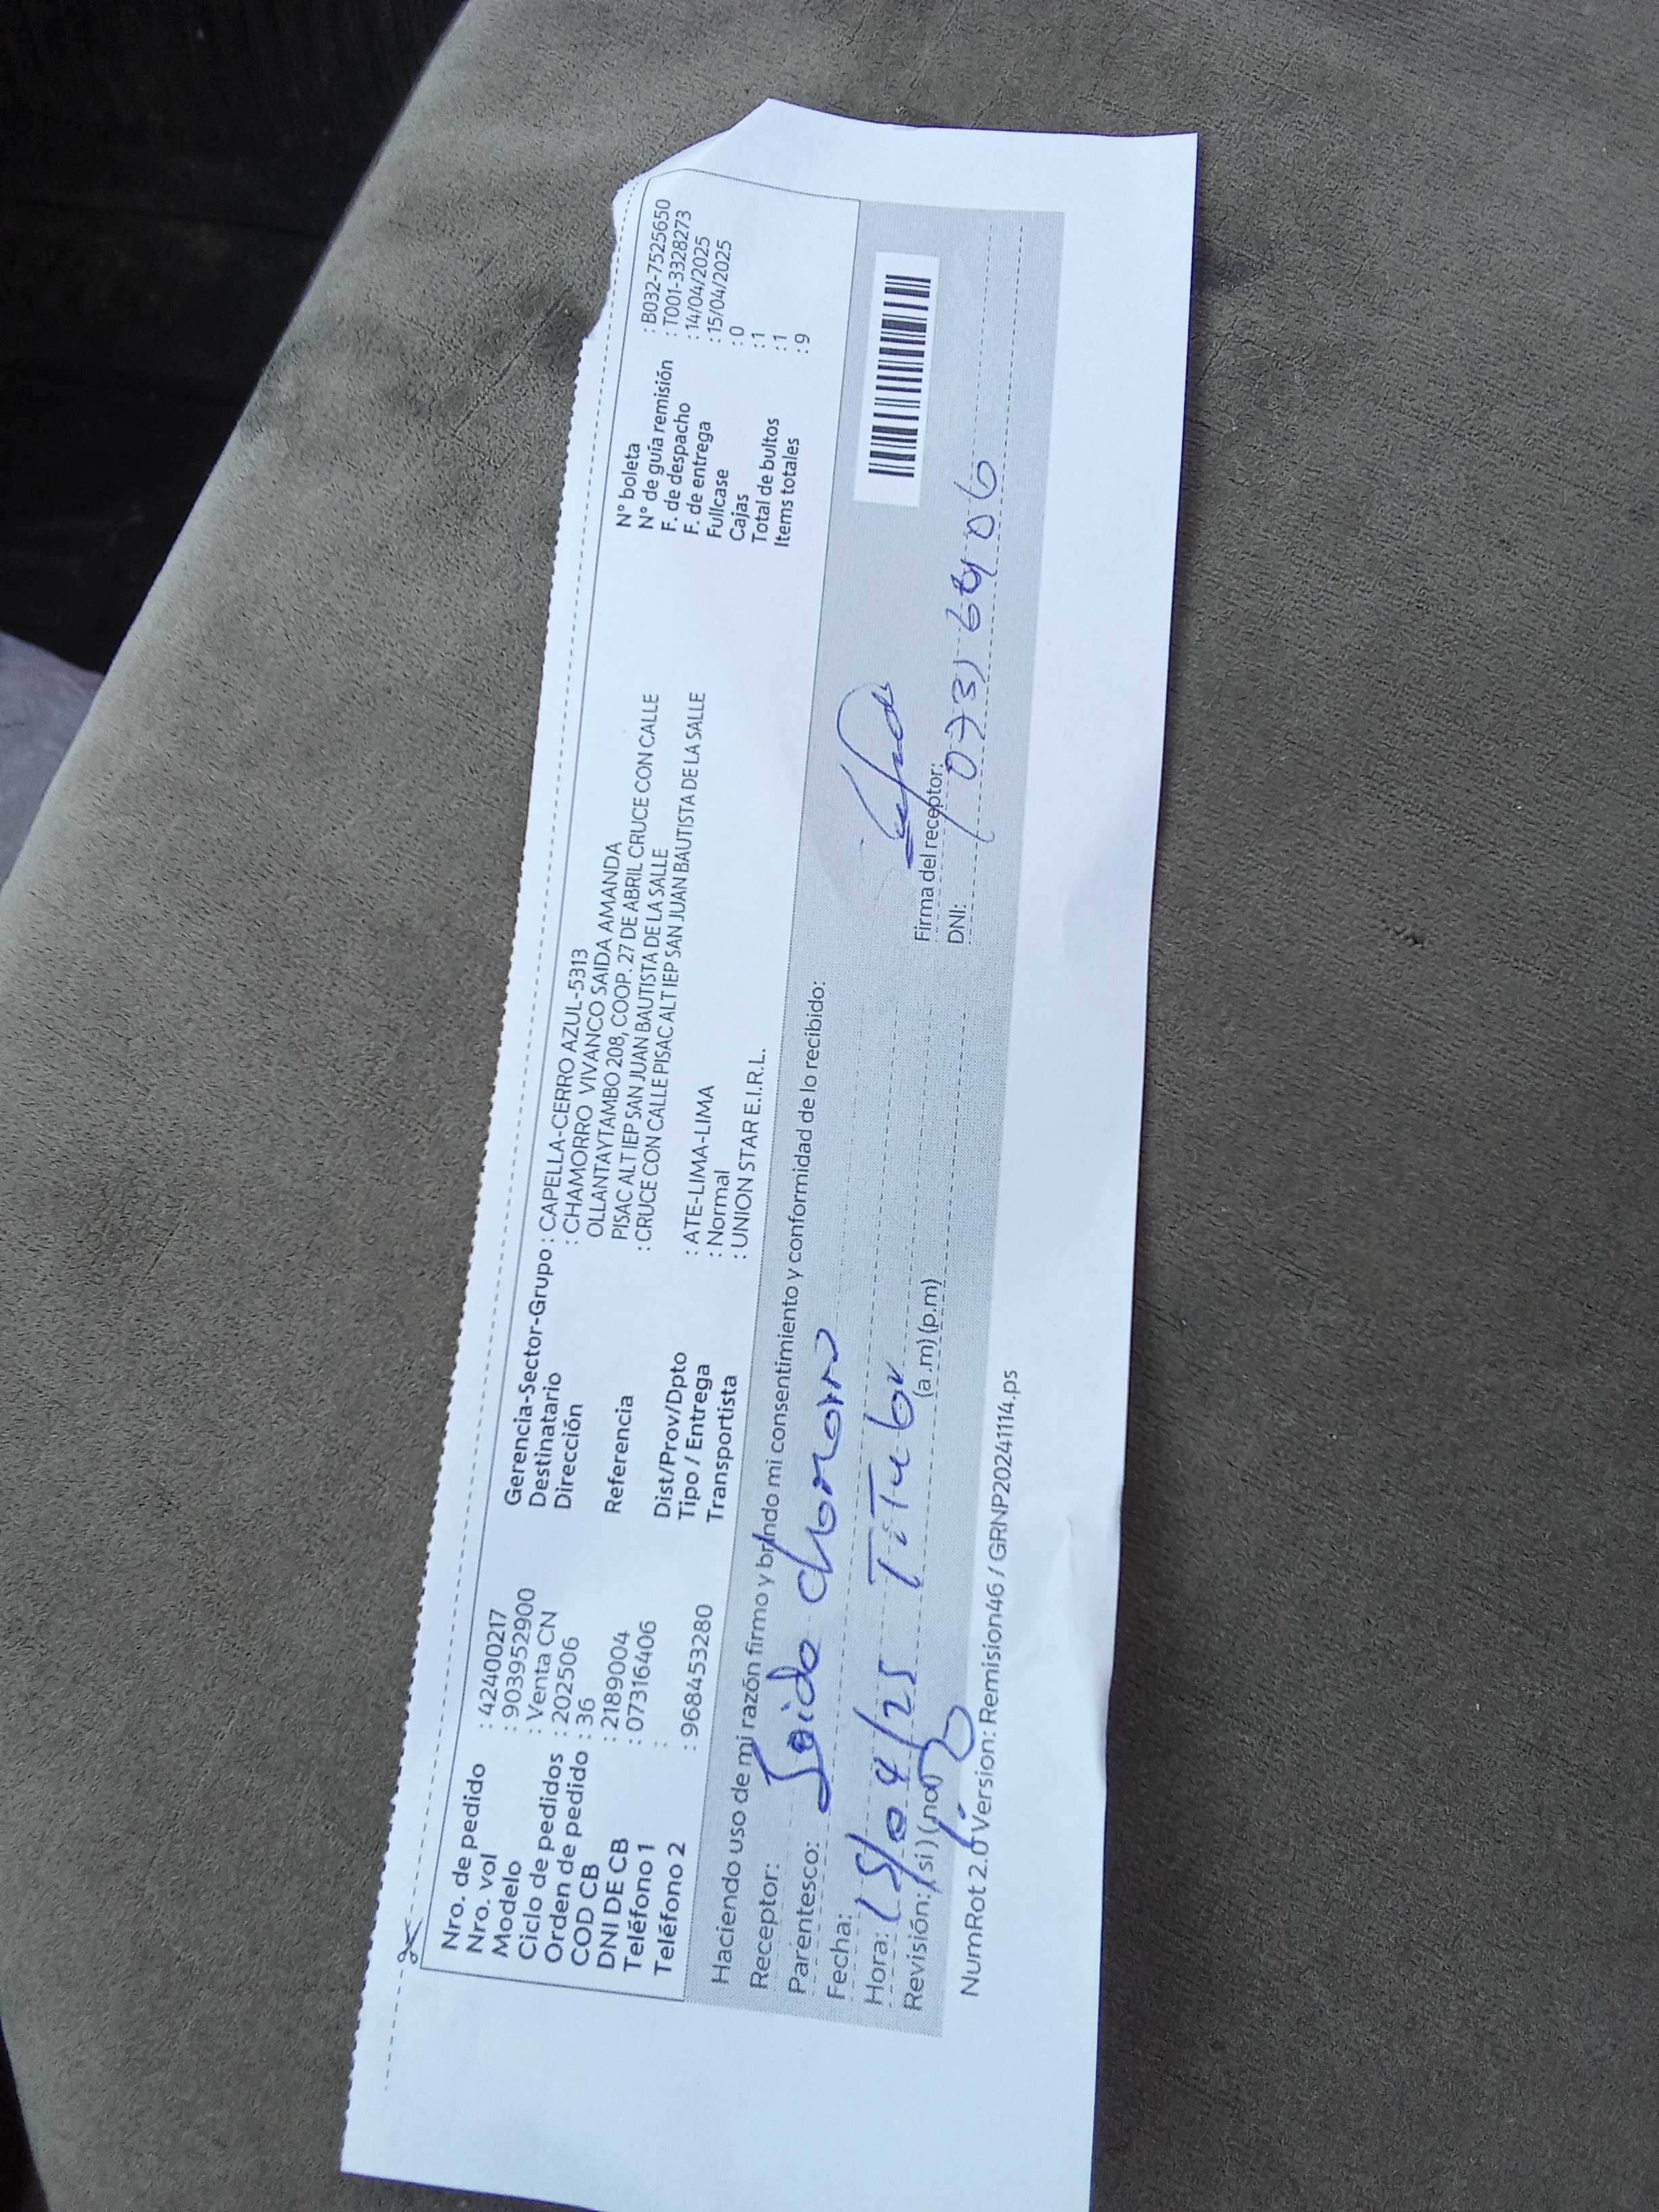 Nro. de pedido : 42400217
Nro. vol : 903952900
Modelo : Venta CN
Ciclo de pedidos : 202506
Orden de pedido : 36
COD CB : 2189004
DNI DE CB : 07316406
Teléfono 1 :
Teléfono 2 : 968453280
Gerencia-Sector-Grupo : CAPELLA-CERRO AZUL-5313
Destinatario : CHAMORRO VIVANCO SAIDA AMANDA
Dirección OLLANTAYTAMBO 208, COOP. 27 DE ABRIL CRUCE CON CALLE
PISAC ALT IEP SAN JUAN BAUTISTA DE LA SALLE
Referencia : CRUCE CON CALLE PISAC ALT IEP SAN JUAN BAUTISTA DE LA SALLE
Dist/Prov/Dpto : ATE-LIMA-LIMA
Tipo / Entrega : Normal
Transportista : UNION STAR E.I.R.L.
N° boleta : B032-7525650
N° de guía remisión : T001-3328273
F. de despacho : 14/04/2025
F. de entrega : 15/04/2025
Fullcase : 0
Cajas : 1
Total de bultos : 1
Items totales : 9
Haciendo uso de mi razón firmo y brindo mi consentimiento y conformidad de lo recibido:
Receptor: Saida Chamorro
Parentesco: Titular
Fecha: 15/04/25
Hora: (a .m) (p.m)
Revisión: (si) (no)
Firma del receptor:
DNI: 07316406
NumRot 2.0 Version: Remision46 / GRNP20241114.ps